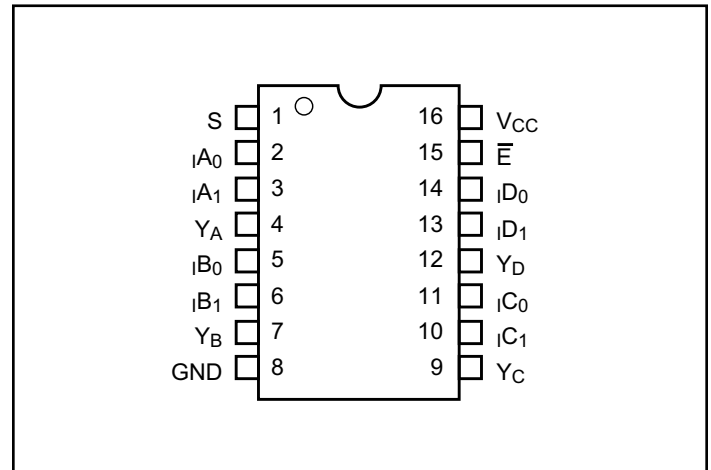 S 1 16 VCC
IA0 2 15 E̅
IA1 3 14 ID0
YA 4 13 ID1
IB0 5 12 YD
IB1 6 11 IC0
YB 7 10 IC1
GND 8 9 YC